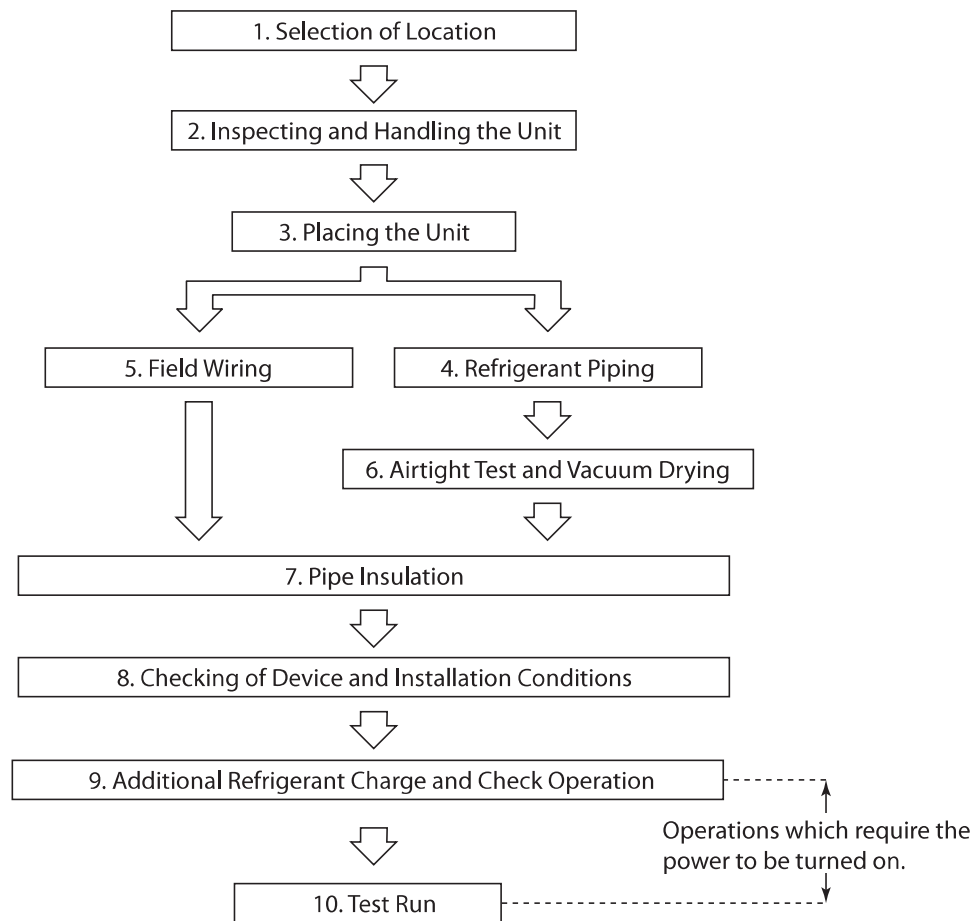 1. Selection of Location
2. Inspecting and Handling the Unit
3. Placing the Unit
5. Field Wiring
4. Refrigerant Piping
6. Airtight Test and Vacuum Drying
7. Pipe Insulation
8. Checking of Device and Installation Conditions
9. Additional Refrigerant Charge and Check Operation
Operations which require the
power to be turned on.
10. Test Run